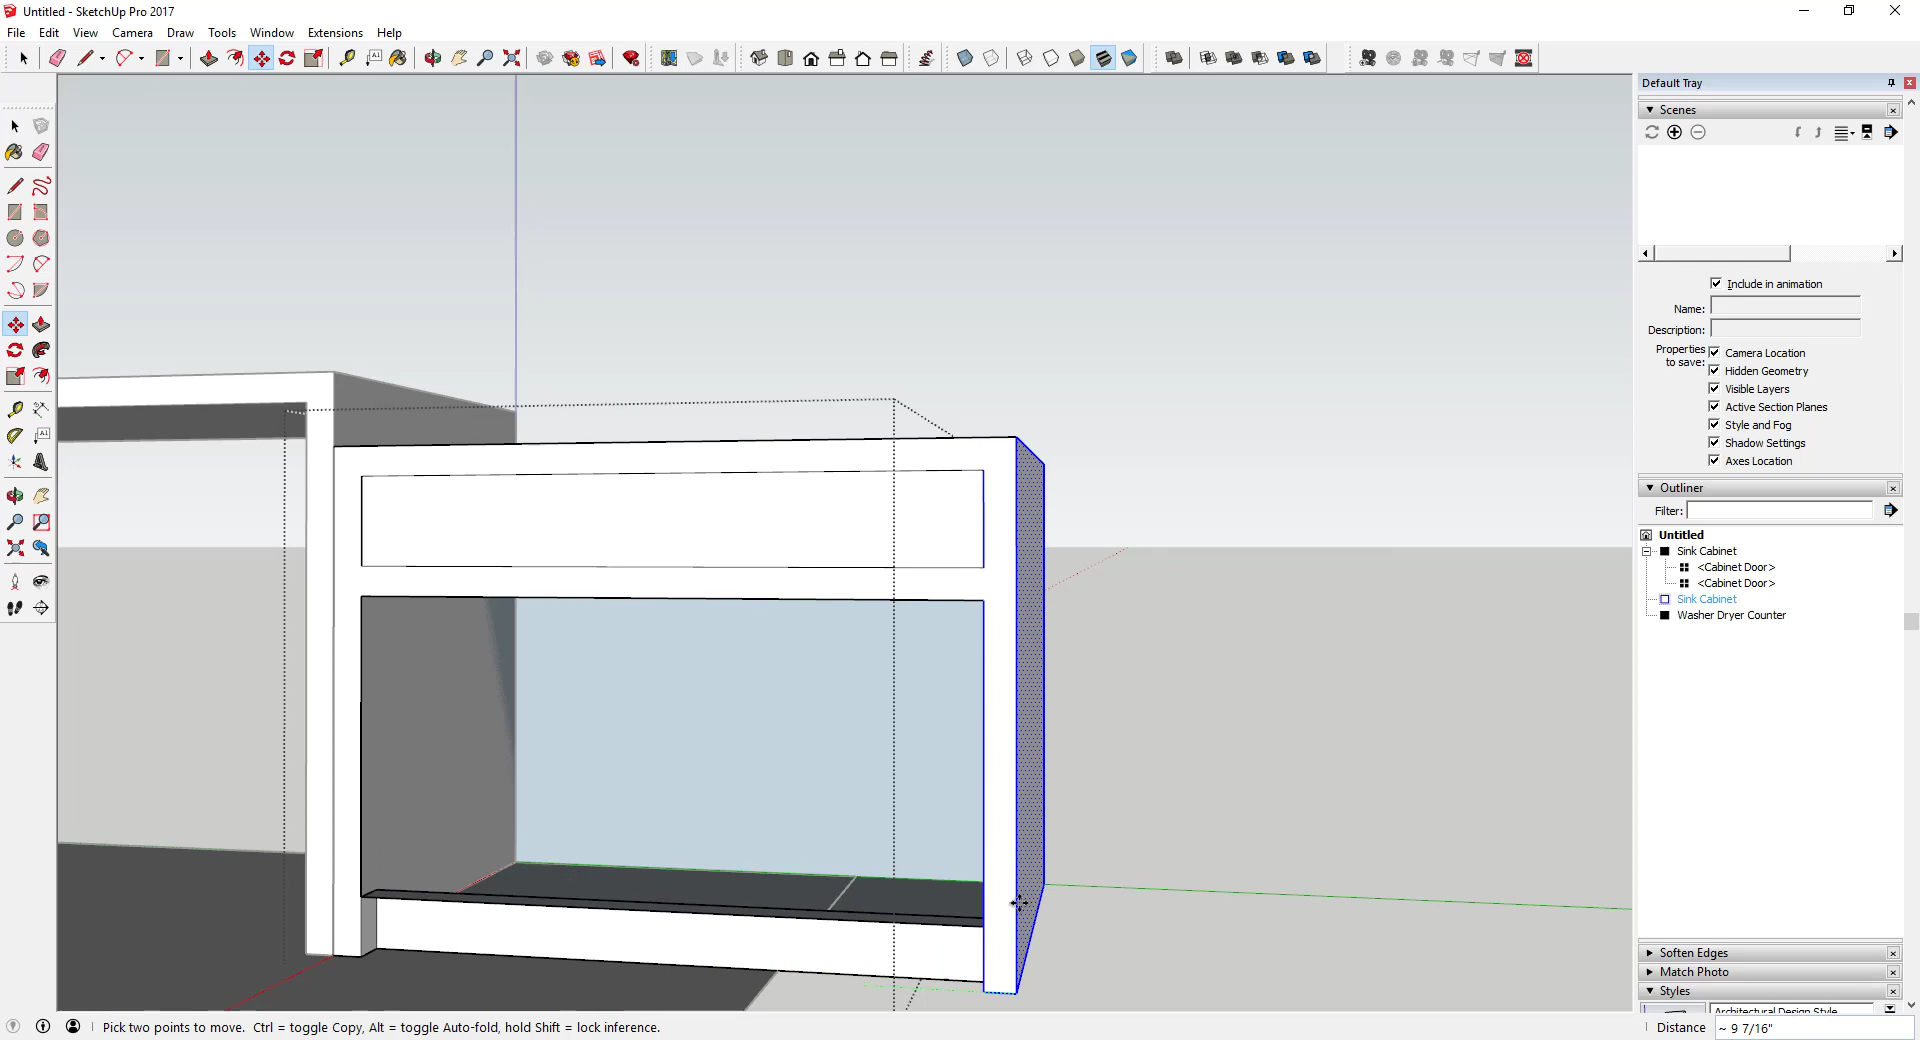 Untitled - SketchUp Pro 2017
File Edit View Camera Draw Tools Window Extensions Help
Default Tray
Scenes
Include in animation
Name:
Description:
Properties to save:
Camera Location
Hidden Geometry
Visible Layers
Active Section Planes
Style and Fog
Shadow Settings
Axes Location
Outliner
Filter:
Untitled
Sink Cabinet
<Cabinet Door>
<Cabinet Door>
Sink Cabinet
Washer Dryer Counter
Soften Edges
Match Photo
Styles
Architectural Design Style
Pick two points to move. Ctrl = toggle Copy, Alt = toggle Auto-fold, hold Shift = lock inference.
Distance ~ 9 7/16"